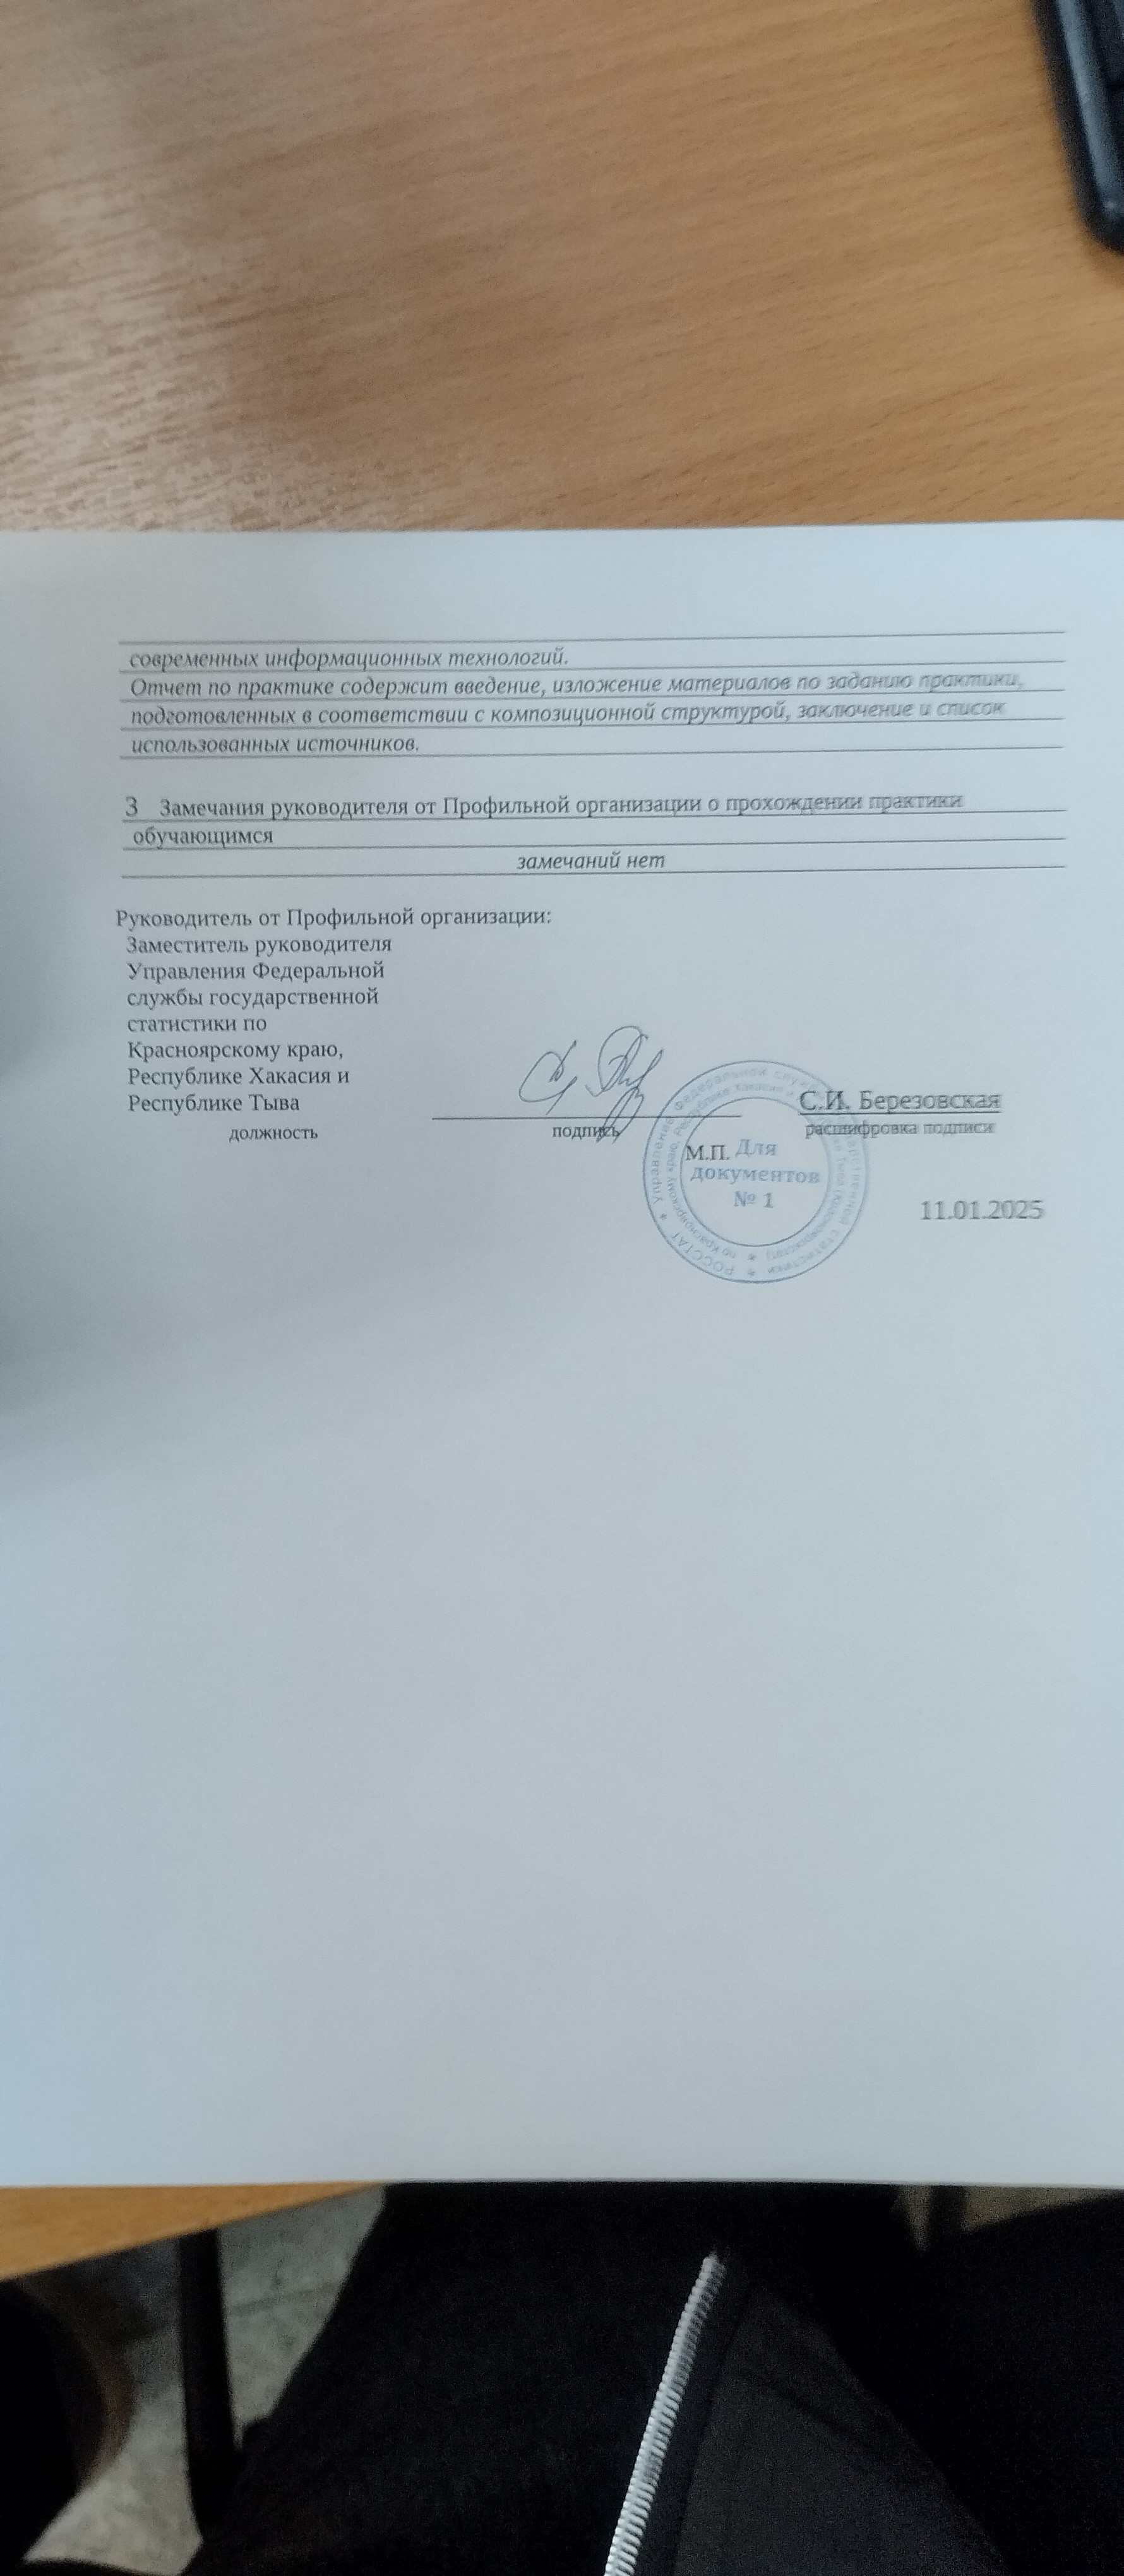 современных информационных технологий.
Отчет по практике содержит введение, изложение материалов по заданию практики,
подготовленных в соответствии с композиционной структурой, заключение и список
использованных источников.
3 Замечания руководителя от Профильной организации о прохождении практики
обучающимся
замечаний нет
Руководитель от Профильной организации:
Заместитель руководителя
Управления Федеральной
службы государственной
статистики по
Красноярскому краю,
Республике Хакасия и
Республике Тыва
С.И. Березовская
должность
подпись
расшифровка подписи
М.П.
Для
документов
№ 1
РОССТАТ * Управление Федеральной службы государственной статистики *
по Красноярскому краю, Республике Хакасия и Республике Тыва (Красноярскстат) *
11.01.2025